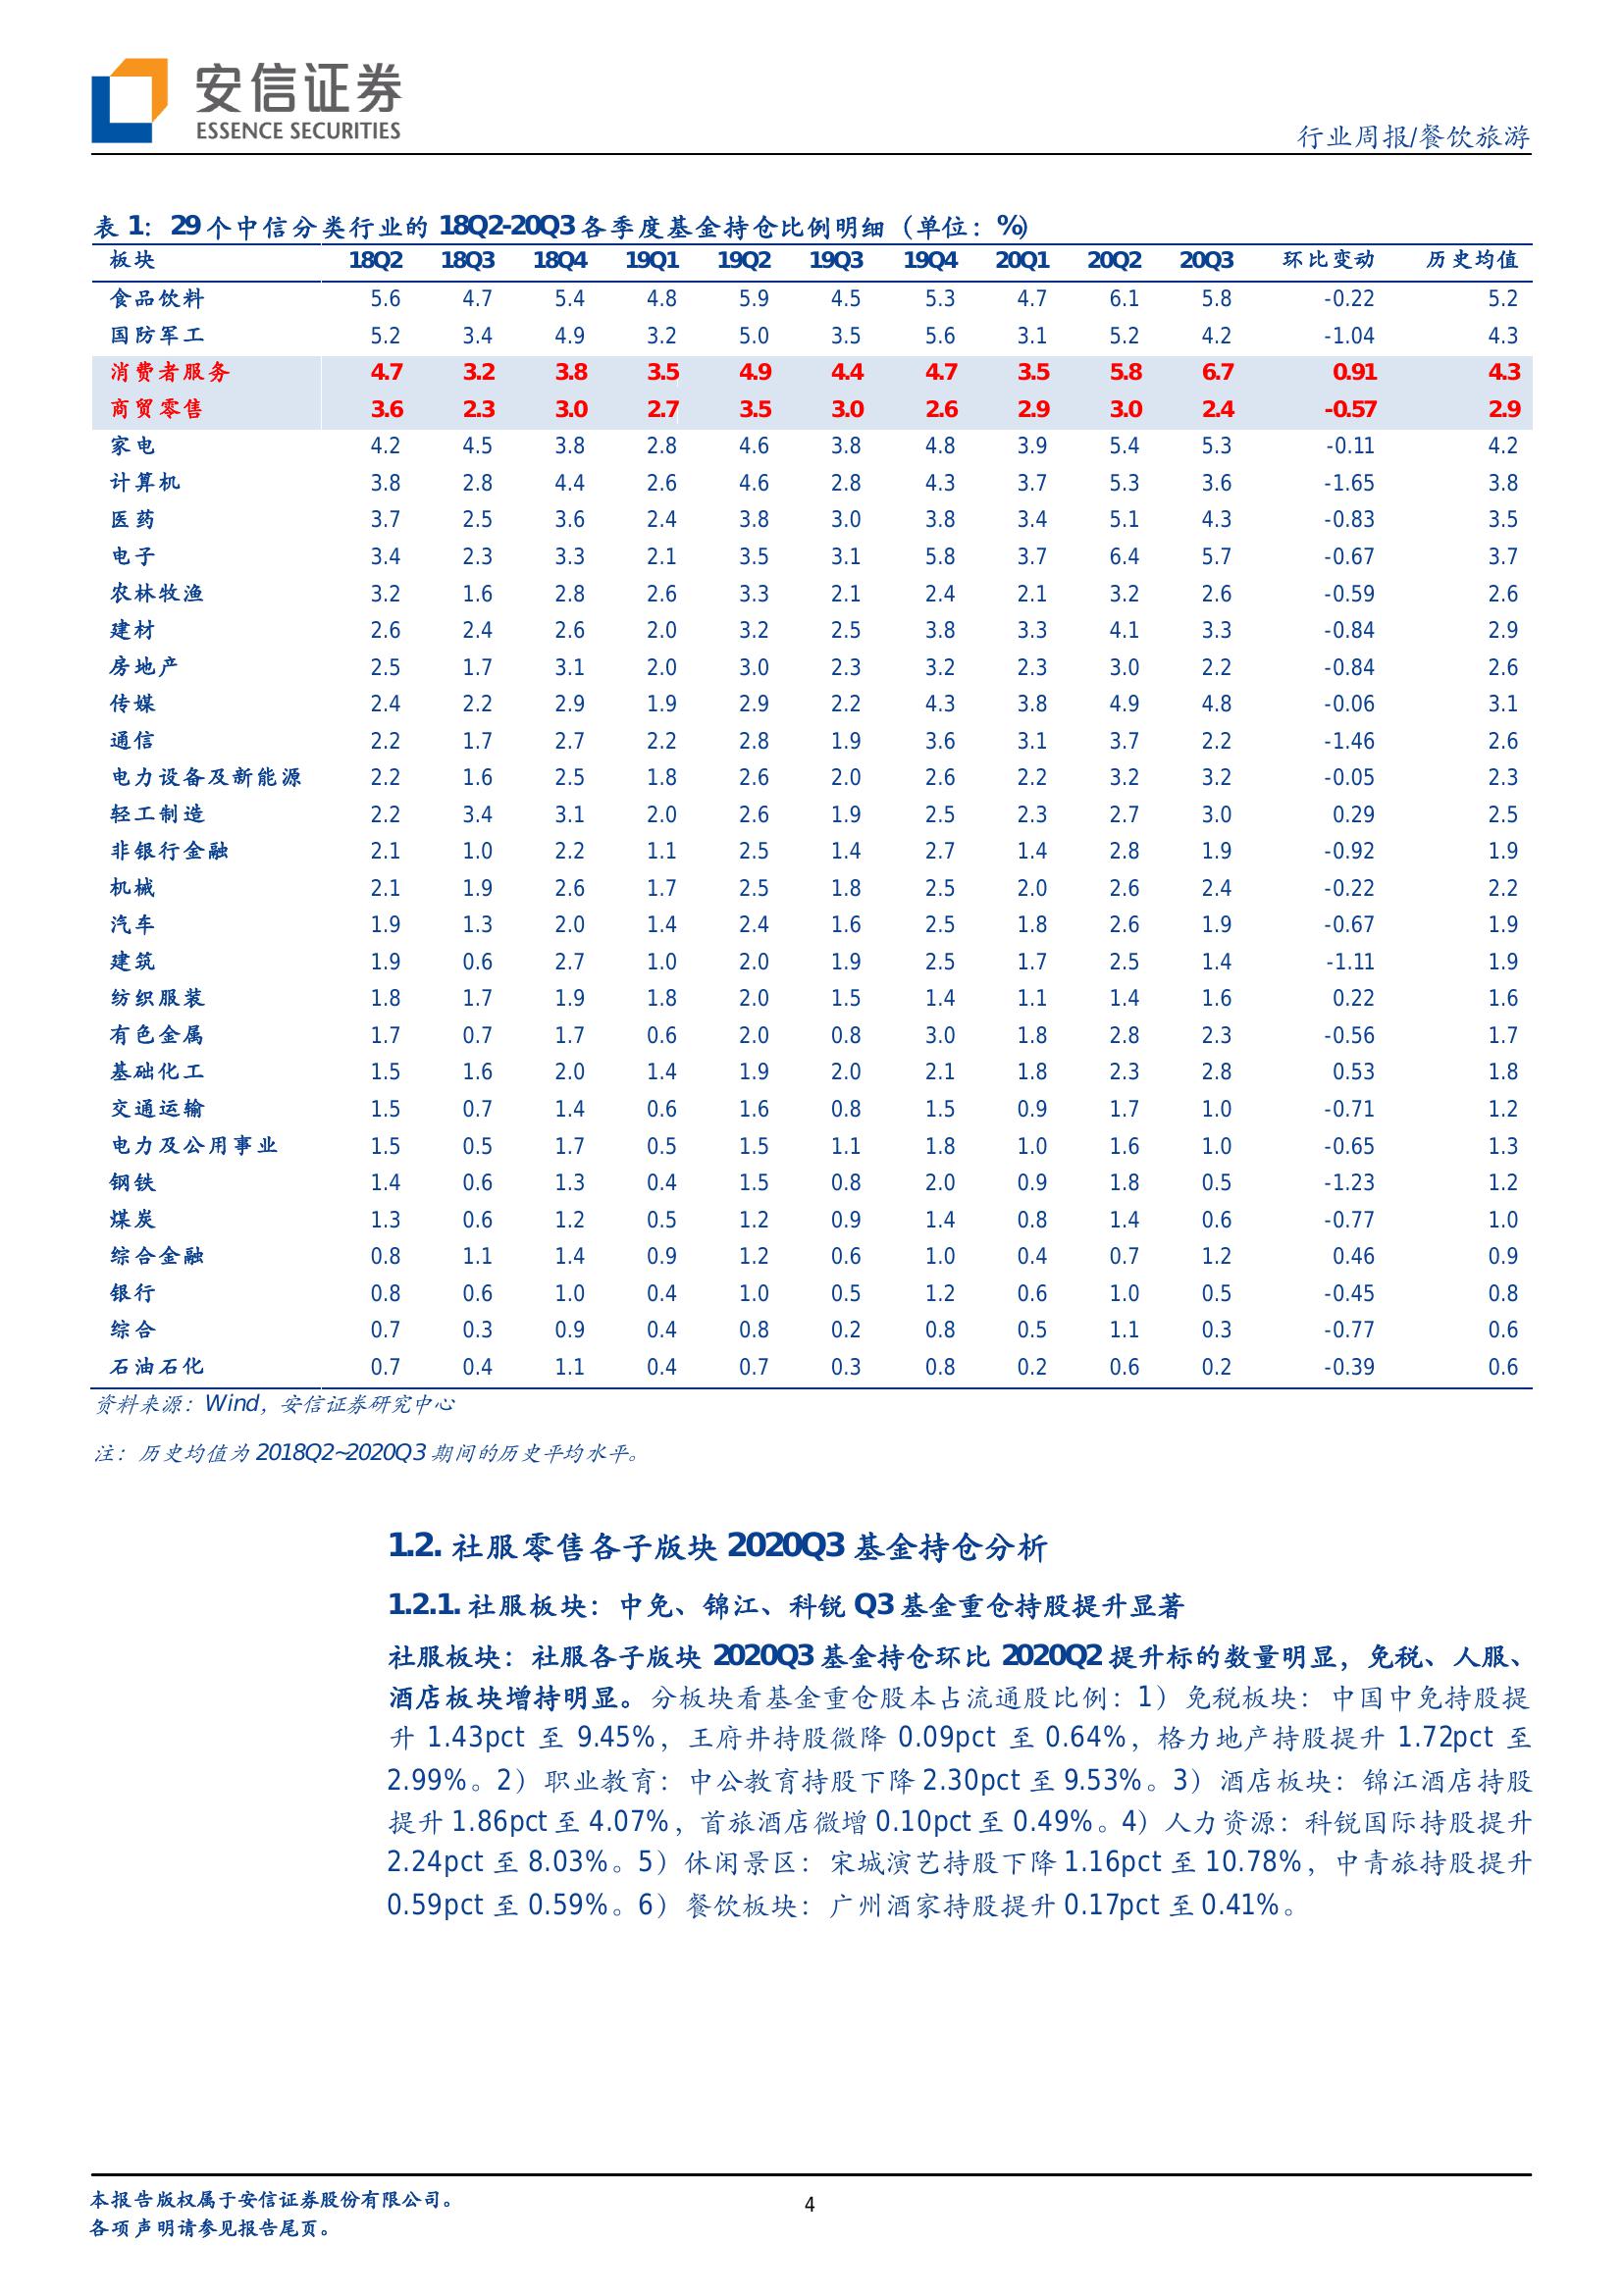 安信证券
ESSENCE SECURITIES
行业周报/餐饮旅游
表 1：29 个中信分类行业的 18Q2-20Q3 各季度基金持仓比例明细（单位：%）
板块 18Q2 18Q3 18Q4 19Q1 19Q2 19Q3 19Q4 20Q1 20Q2 20Q3 环比变动 历史均值
食品饮料 5.6 4.7 5.4 4.8 5.9 4.5 5.3 4.7 6.1 5.8 -0.22 5.2
国防军工 5.2 3.4 4.9 3.2 5.0 3.5 5.6 3.1 5.2 4.2 -1.04 4.3
消费者服务 4.7 3.2 3.8 3.5 4.9 4.4 4.7 3.5 5.8 6.7 0.91 4.3
商贸零售 3.6 2.3 3.0 2.7 3.5 3.0 2.6 2.9 3.0 2.4 -0.57 2.9
家电 4.2 4.5 3.8 2.8 4.6 3.8 4.8 3.9 5.4 5.3 -0.11 4.2
计算机 3.8 2.8 4.4 2.6 4.6 2.8 4.3 3.7 5.3 3.6 -1.65 3.8
医药 3.7 2.5 3.6 2.4 3.8 3.0 3.8 3.4 5.1 4.3 -0.83 3.5
电子 3.4 2.3 3.3 2.1 3.5 3.1 5.8 3.7 6.4 5.7 -0.67 3.7
农林牧渔 3.2 1.6 2.8 2.6 3.3 2.1 2.4 2.1 3.2 2.6 -0.59 2.6
建材 2.6 2.4 2.6 2.0 3.2 2.5 3.8 3.3 4.1 3.3 -0.84 2.9
房地产 2.5 1.7 3.1 2.0 3.0 2.3 3.2 2.3 3.0 2.2 -0.84 2.6
传媒 2.4 2.2 2.9 1.9 2.9 2.2 4.3 3.8 4.9 4.8 -0.06 3.1
通信 2.2 1.7 2.7 2.2 2.8 1.9 3.6 3.1 3.7 2.2 -1.46 2.6
电力设备及新能源 2.2 1.6 2.5 1.8 2.6 2.0 2.6 2.2 3.2 3.2 -0.05 2.3
轻工制造 2.2 3.4 3.1 2.0 2.6 1.9 2.5 2.3 2.7 3.0 0.29 2.5
非银行金融 2.1 1.0 2.2 1.1 2.5 1.4 2.7 1.4 2.8 1.9 -0.92 1.9
机械 2.1 1.9 2.6 1.7 2.5 1.8 2.5 2.0 2.6 2.4 -0.22 2.2
汽车 1.9 1.3 2.0 1.4 2.4 1.6 2.5 1.8 2.6 1.9 -0.67 1.9
建筑 1.9 0.6 2.7 1.0 2.0 1.9 2.5 1.7 2.5 1.4 -1.11 1.9
纺织服装 1.8 1.7 1.9 1.8 2.0 1.5 1.4 1.1 1.4 1.6 0.22 1.6
有色金属 1.7 0.7 1.7 0.6 2.0 0.8 3.0 1.8 2.8 2.3 -0.56 1.7
基础化工 1.5 1.6 2.0 1.4 1.9 2.0 2.1 1.8 2.3 2.8 0.53 1.8
交通运输 1.5 0.7 1.4 0.6 1.6 0.8 1.5 0.9 1.7 1.0 -0.71 1.2
电力及公用事业 1.5 0.5 1.7 0.5 1.5 1.1 1.8 1.0 1.6 1.0 -0.65 1.3
钢铁 1.4 0.6 1.3 0.4 1.5 0.8 2.0 0.9 1.8 0.5 -1.23 1.2
煤炭 1.3 0.6 1.2 0.5 1.2 0.9 1.4 0.8 1.4 0.6 -0.77 1.0
综合金融 0.8 1.1 1.4 0.9 1.2 0.6 1.0 0.4 0.7 1.2 0.46 0.9
银行 0.8 0.6 1.0 0.4 1.0 0.5 1.2 0.6 1.0 0.5 -0.45 0.8
综合 0.7 0.3 0.9 0.4 0.8 0.2 0.8 0.5 1.1 0.3 -0.77 0.6
石油石化 0.7 0.4 1.1 0.4 0.7 0.3 0.8 0.2 0.6 0.2 -0.39 0.6
资料来源：Wind，安信证券研究中心
注：历史均值为 2018Q2~2020Q3 期间的历史平均水平。
1.2. 社服零售各子版块 2020Q3 基金持仓分析
1.2.1. 社服板块：中免、锦江、科锐 Q3 基金重仓持股提升显著
社服板块：社服各子版块 2020Q3 基金持仓环比 2020Q2 提升标的数量明显，免税、人服、
酒店板块增持明显。分板块看基金重仓股本占流通股比例：1）免税板块：中国中免持股提
升 1.43pct 至 9.45%，王府井持股微降 0.09pct 至 0.64%，格力地产持股提升 1.72pct 至
2.99%。2）职业教育：中公教育持股下降 2.30pct 至 9.53%。3）酒店板块：锦江酒店持股
提升 1.86pct 至 4.07%，首旅酒店微增 0.10pct 至 0.49%。4）人力资源：科锐国际持股提升
2.24pct 至 8.03%。5）休闲景区：宋城演艺持股下降 1.16pct 至 10.78%，中青旅持股提升
0.59pct 至 0.59%。6）餐饮板块：广州酒家持股提升 0.17pct 至 0.41%。
本报告版权属于安信证券股份有限公司。
各项声明请参见报告尾页。
4